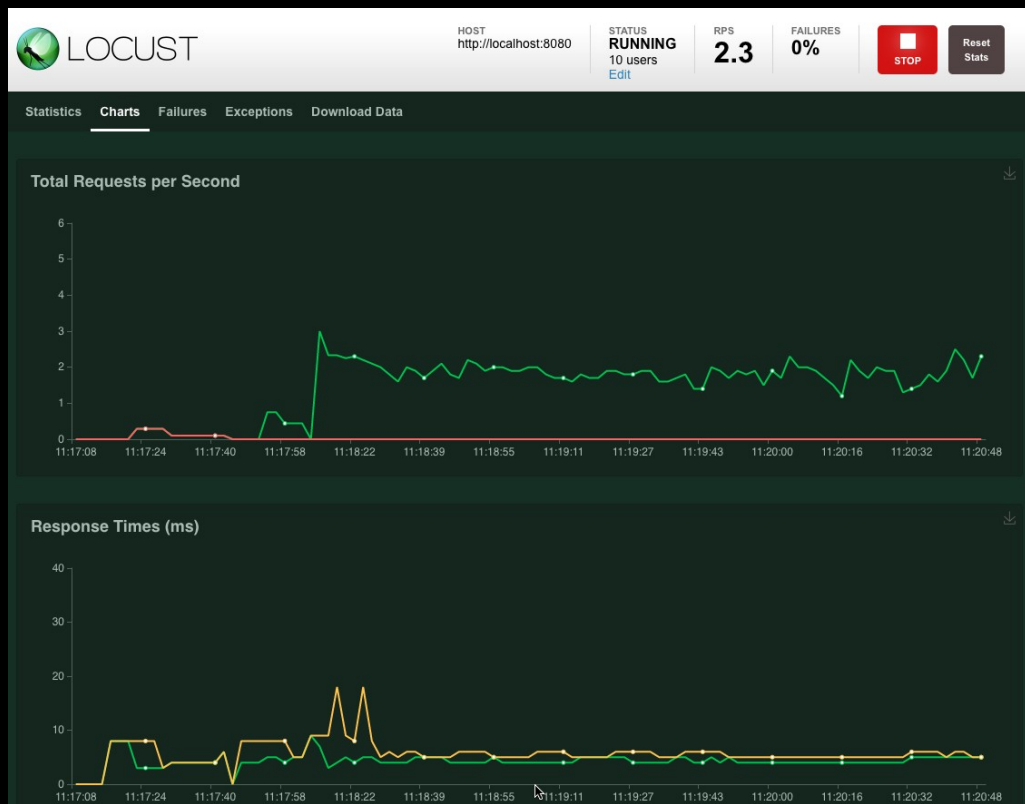 LOCUST
HOST
http://localhost:8080
STATUS
RUNNING
10 users
Edit
RPS
2.3
FAILURES
0%
STOP
Reset
Stats
Statistics Charts Failures Exceptions Download Data
Total Requests per Second
6
5
4
3
2
1
0
11:17:08 11:17:24 11:17:40 11:17:58 11:18:22 11:18:39 11:18:55 11:19:11 11:19:27 11:19:43 11:20:00 11:20:16 11:20:32 11:20:48
Response Times (ms)
40
30
20
10
0
11:17:08 11:17:24 11:17:40 11:17:58 11:18:22 11:18:39 11:18:55 11:19:11 11:19:27 11:19:43 11:20:00 11:20:16 11:20:32 11:20:48